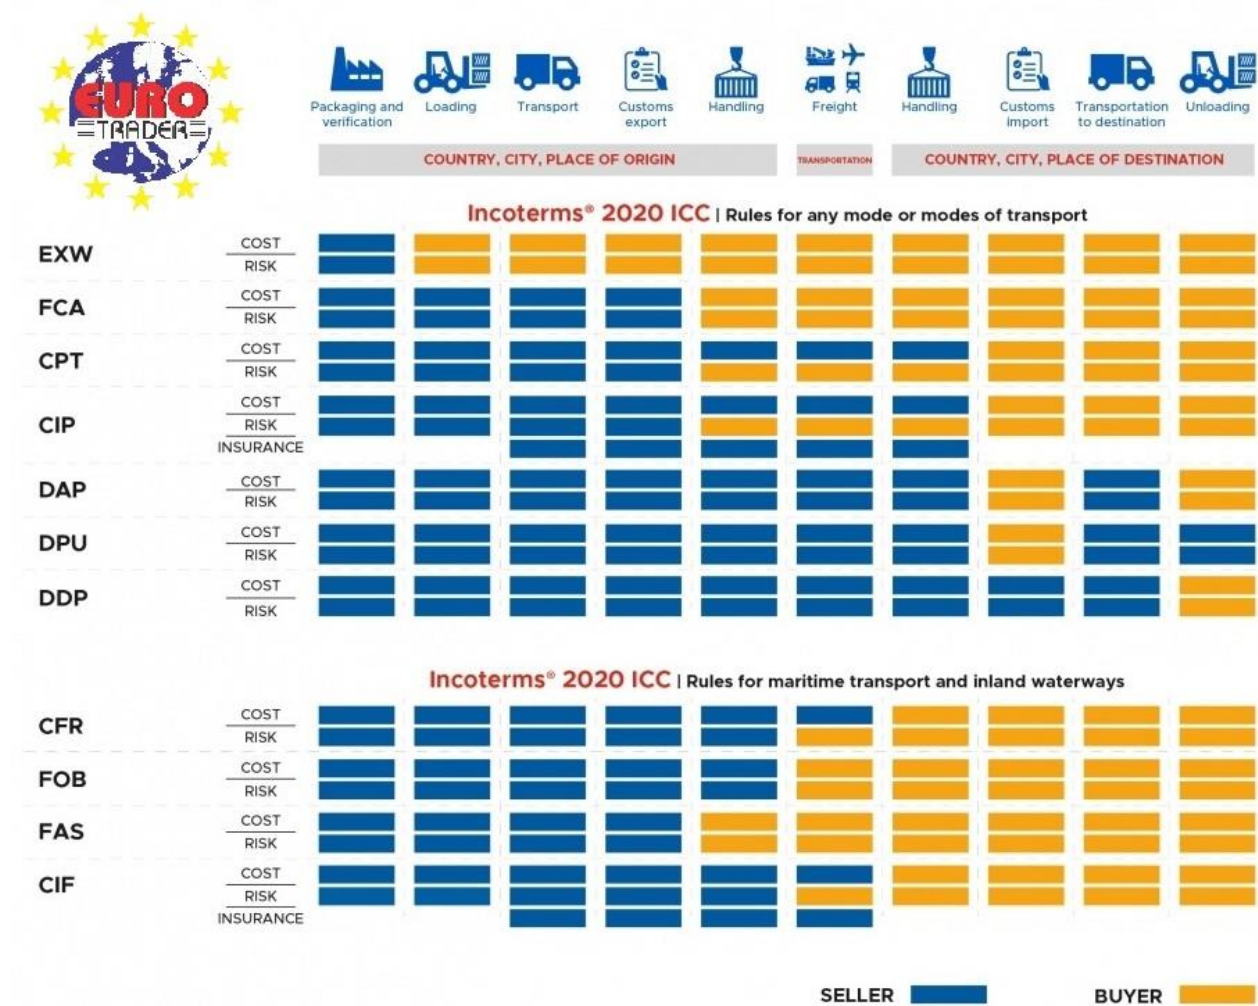 EURO
TRADER
Packaging and verification
Loading
Transport
Customs export
Handling
Freight
Handling
Customs import
Transportation to destination
Unloading
COUNTRY, CITY, PLACE OF ORIGIN
TRANSPORTATION
COUNTRY, CITY, PLACE OF DESTINATION
Incoterms® 2020 ICC | Rules for any mode or modes of transport
EXW
COST
RISK
FCA
COST
RISK
CPT
COST
RISK
CIP
COST
RISK
INSURANCE
DAP
COST
RISK
DPU
COST
RISK
DDP
COST
RISK
Incoterms® 2020 ICC | Rules for maritime transport and inland waterways
CFR
COST
RISK
FOB
COST
RISK
FAS
COST
RISK
CIF
COST
RISK
INSURANCE
SELLER
BUYER